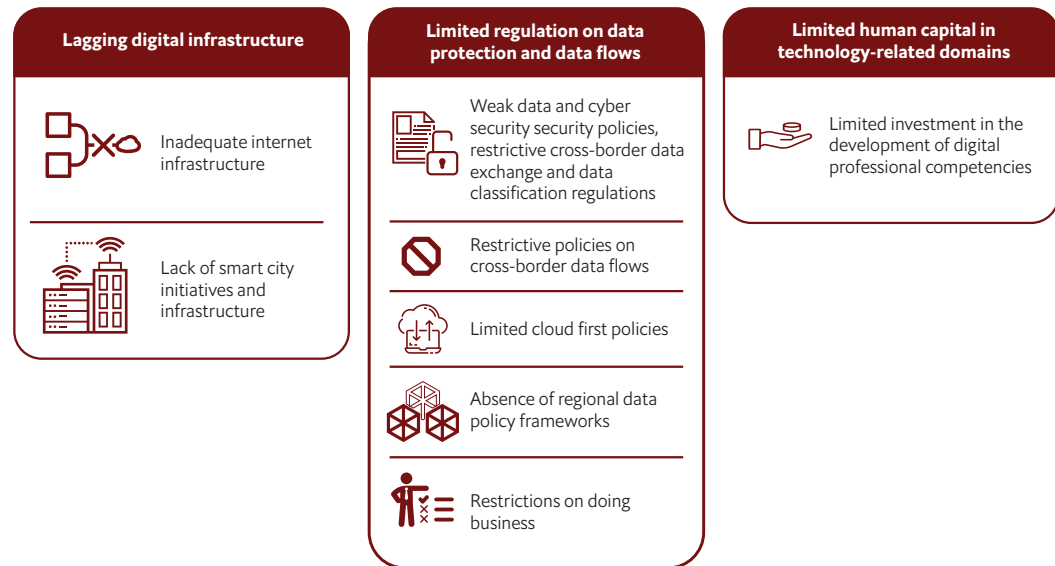 Lagging digital infrastructure
Inadequate internet
infrastructure
Lack of smart city
initiatives and
infrastructure
Limited regulation on data
protection and data flows
Weak data and cyber
security security policies,
restrictive cross-border data
exchange and data
classification regulations
Restrictive policies on
cross-border data flows
Limited cloud first policies
Absence of regional data
policy frameworks
Restrictions on doing
business
Limited human capital in
technology-related domains
Limited investment in the
development of digital
professional competencies